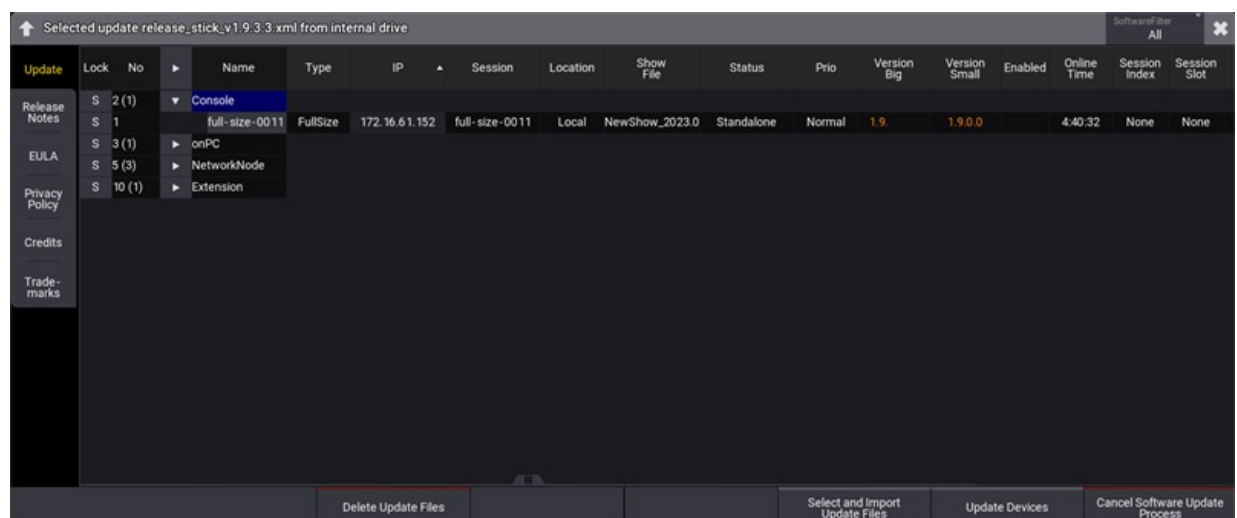 Selected update release_stick_v1.9.3.3.xml from internal drive
SoftwareFilter
All
Update Lock No Name Type IP Session Location Show File Status Prio Version Big Version Small Enabled Online Time Session Index Session Slot
Release Notes
EULA
Privacy Policy
Credits
Trade-marks
S 2 (1) Console
S 1 full-size-0011 FullSize 172.16.61.152 full-size-0011 Local NewShow_2023.0 Standalone Normal 1.9. 1.9.0.0 4:40:32 None None
S 3 (1) onPC
S 5 (3) NetworkNode
S 10 (1) Extension
Delete Update Files
Select and Import Update Files
Update Devices
Cancel Software Update Process